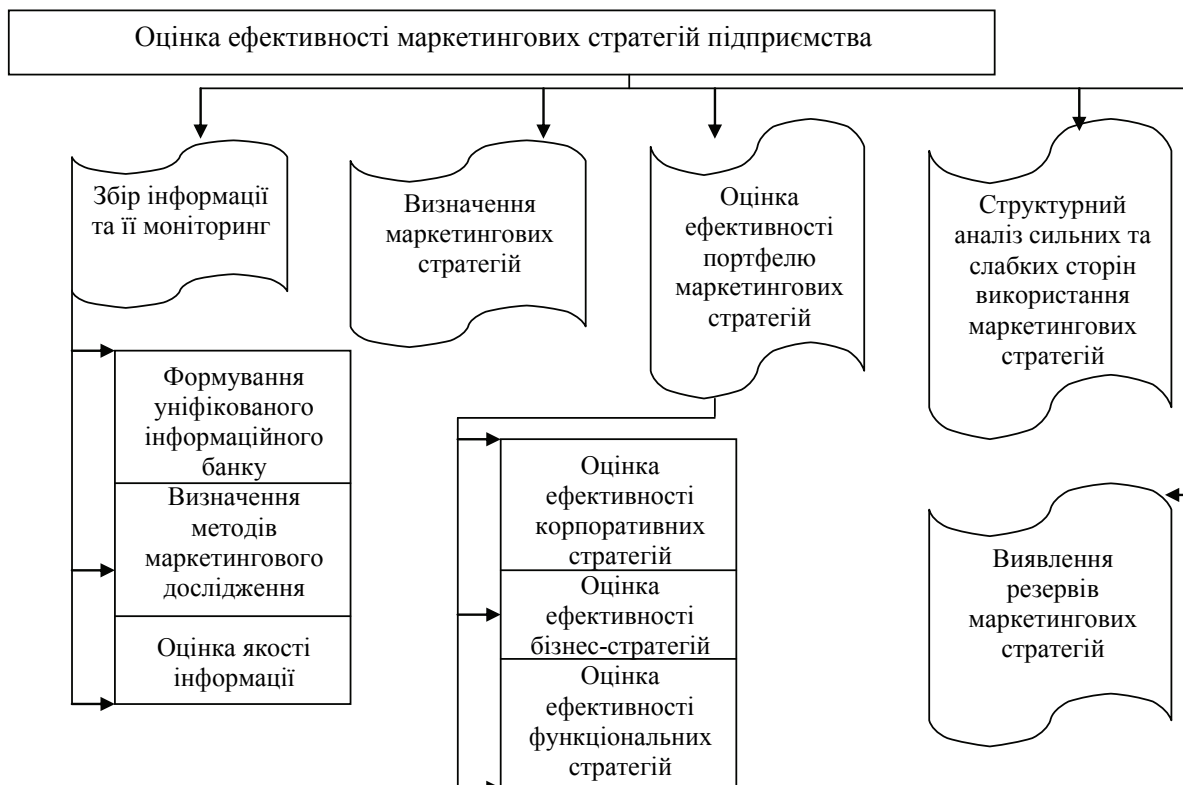 Оцінка ефективності маркетингових стратегій підприємства
Збір інформації
та її моніторинг
Визначення
маркетингових
стратегій
Оцінка
ефективності
портфелю
маркетингових
стратегій
Структурний
аналіз сильних та
слабких сторін
використання
маркетингових
стратегій
Формування
уніфікованого
інформаційного
банку
Визначення
методів
маркетингового
дослідження
Оцінка якості
інформації
Оцінка
ефективності
корпоративних
стратегій
Оцінка
ефективності
бізнес-стратегій
Оцінка
ефективності
функціональних
стратегій
Виявлення
резервів
маркетингових
стратегій